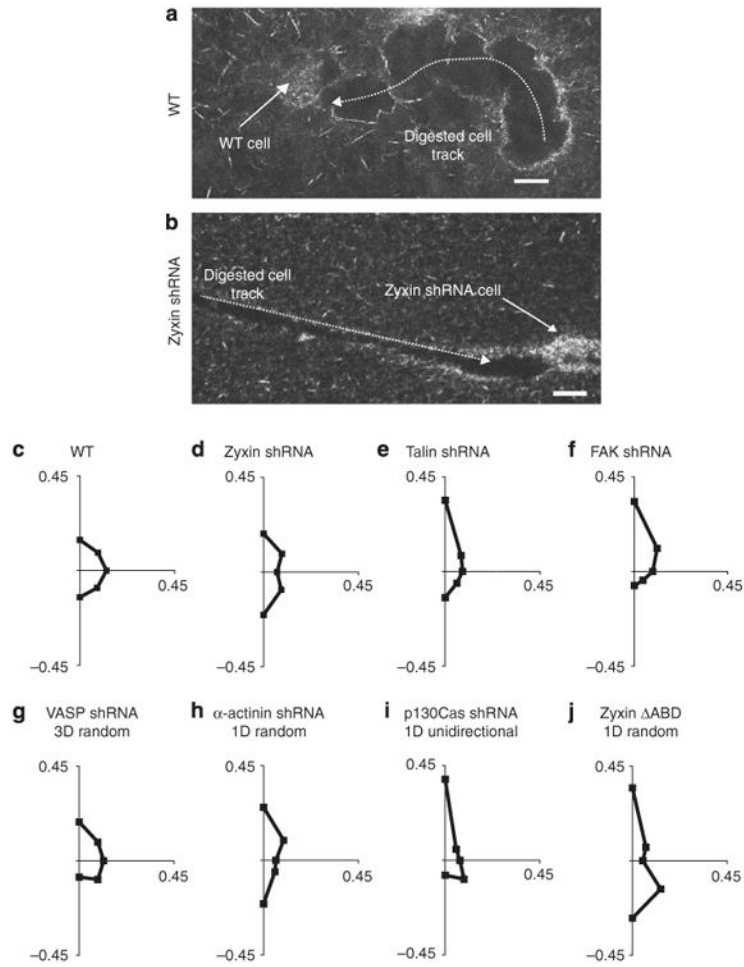 a
WT
WT cell
Digested cell
track
b
Zyxin shRNA
Digested cell
track
Zyxin shRNA cell
c WT
0.45
0.45
−0.45
d Zyxin shRNA
0.45
0.45
−0.45
e Talin shRNA
0.45
0.45
−0.45
f FAK shRNA
0.45
0.45
−0.45
g VASP shRNA
3D random
0.45
0.45
−0.45
h α-actinin shRNA
1D random
0.45
0.45
−0.45
i p130Cas shRNA
1D unidirectional
0.45
0.45
−0.45
j Zyxin ΔABD
1D random
0.45
0.45
−0.45